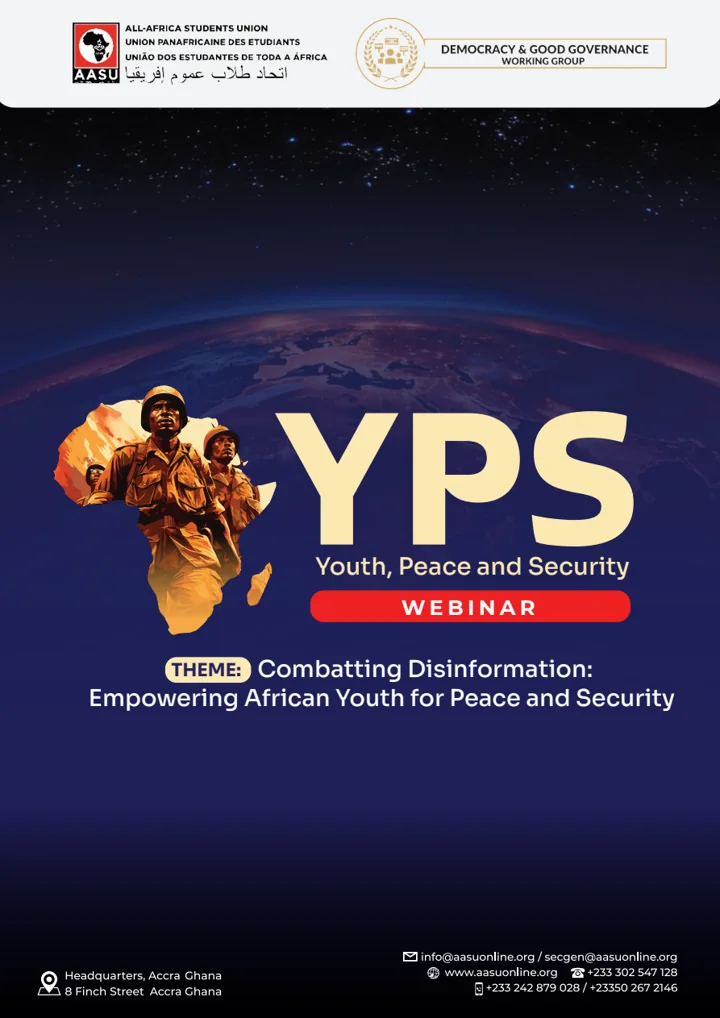 ALL-AFRICA STUDENTS UNION
UNION PANAFRICAINE DES ETUDIANTS
UNIÃO DOS ESTUDANTES DE TODA A ÁFRICA
اتحاد طلاب عموم إفريقيا
AASU
DEMOCRACY & GOOD GOVERNANCE
WORKING GROUP
YPS
Youth, Peace and Security
WEBINAR
THEME: Combatting Disinformation:
Empowering African Youth for Peace and Security
Headquarters, Accra Ghana
8 Finch Street Accra Ghana
info@aasuonline.org / secgen@aasuonline.org
www.aasuonline.org +233 302 547 128
+233 242 879 028 / +23350 267 2146